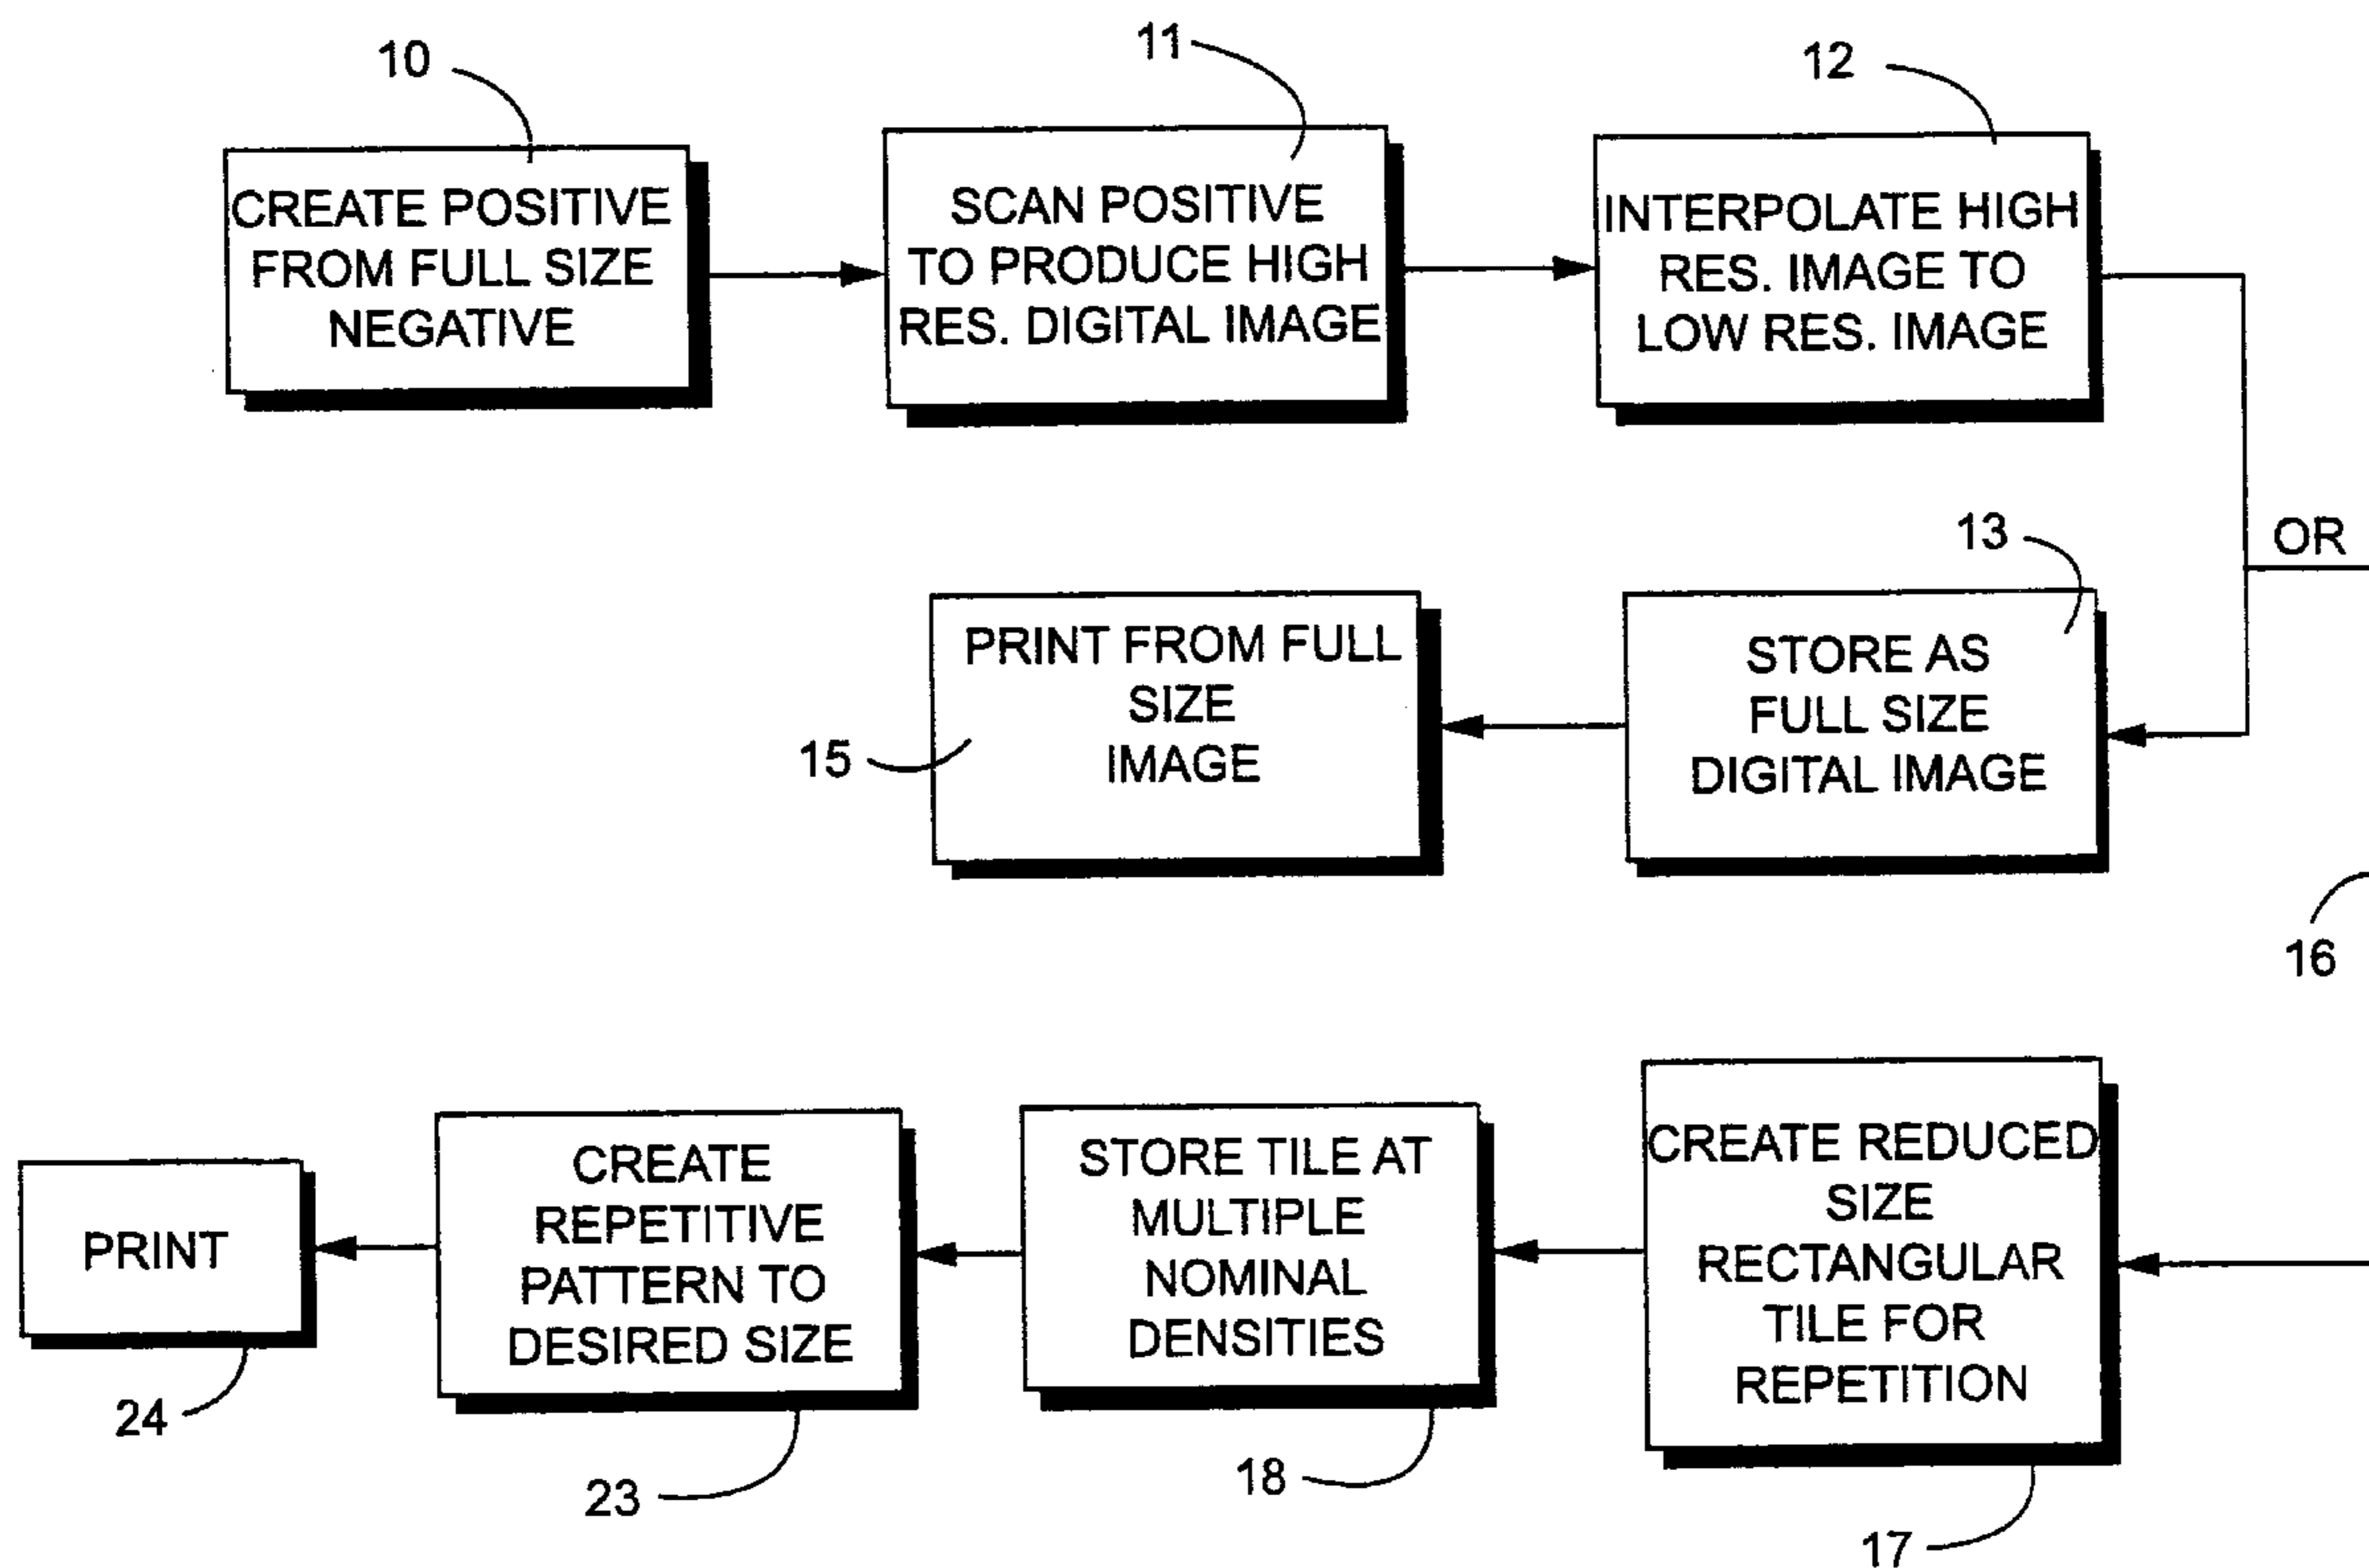 10
11
12
CREATE POSITIVE
FROM FULL SIZE
NEGATIVE
SCAN POSITIVE
TO PRODUCE HIGH
RES. DIGITAL IMAGE
INTERPOLATE HIGH
RES. IMAGE TO
LOW RES. IMAGE
OR
13
STORE AS
FULL SIZE
DIGITAL IMAGE
PRINT FROM FULL
SIZE
IMAGE
15
16
CREATE REDUCED
SIZE
RECTANGULAR
TILE FOR
REPETITION
17
STORE TILE AT
MULTIPLE
NOMINAL
DENSITIES
18
CREATE
REPETITIVE
PATTERN TO
DESIRED SIZE
23
PRINT
24